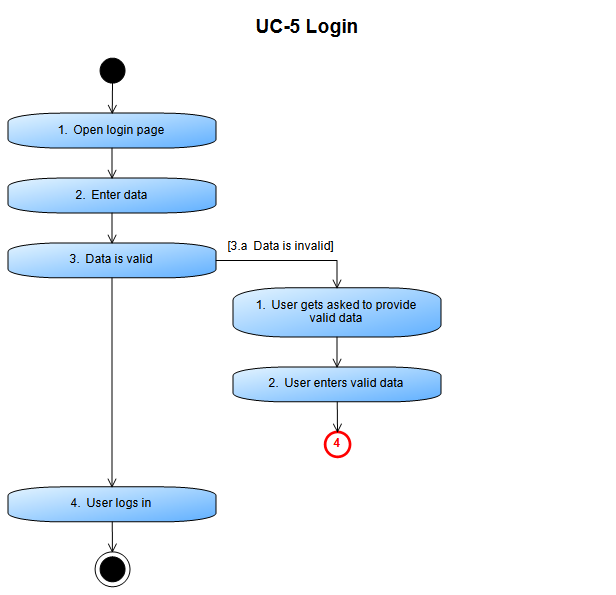 UC-5 Login
1. Open login page
2. Enter data
3. Data is valid
[3.a Data is invalid]
1. User gets asked to provide
valid data
2. User enters valid data
4
4. User logs in